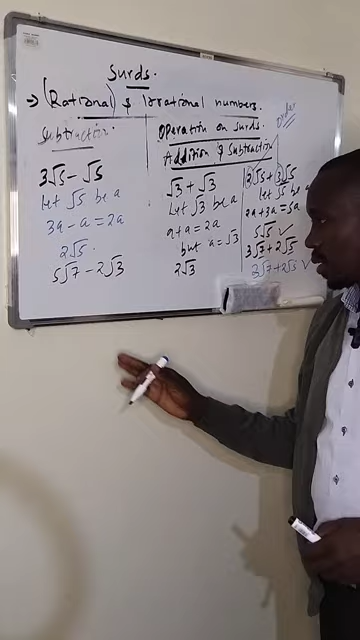 Surds.
→ (Rational) & Irrational numbers.
Subtraction.
3√5 - √5
Let √5 be a
3a - a = 2a
2√5.
5√7 - 2√3
Operation on surds.
Addition & Subtraction
√3 + √3
Let √3 be a
a + a = 2a
but a = √3
2√3
order
2√5 + 3√5
let √5 be a
2a + 3a = 5a
5√5 ✓
3√7 + 2√5
3√7 + 2√5 ✓